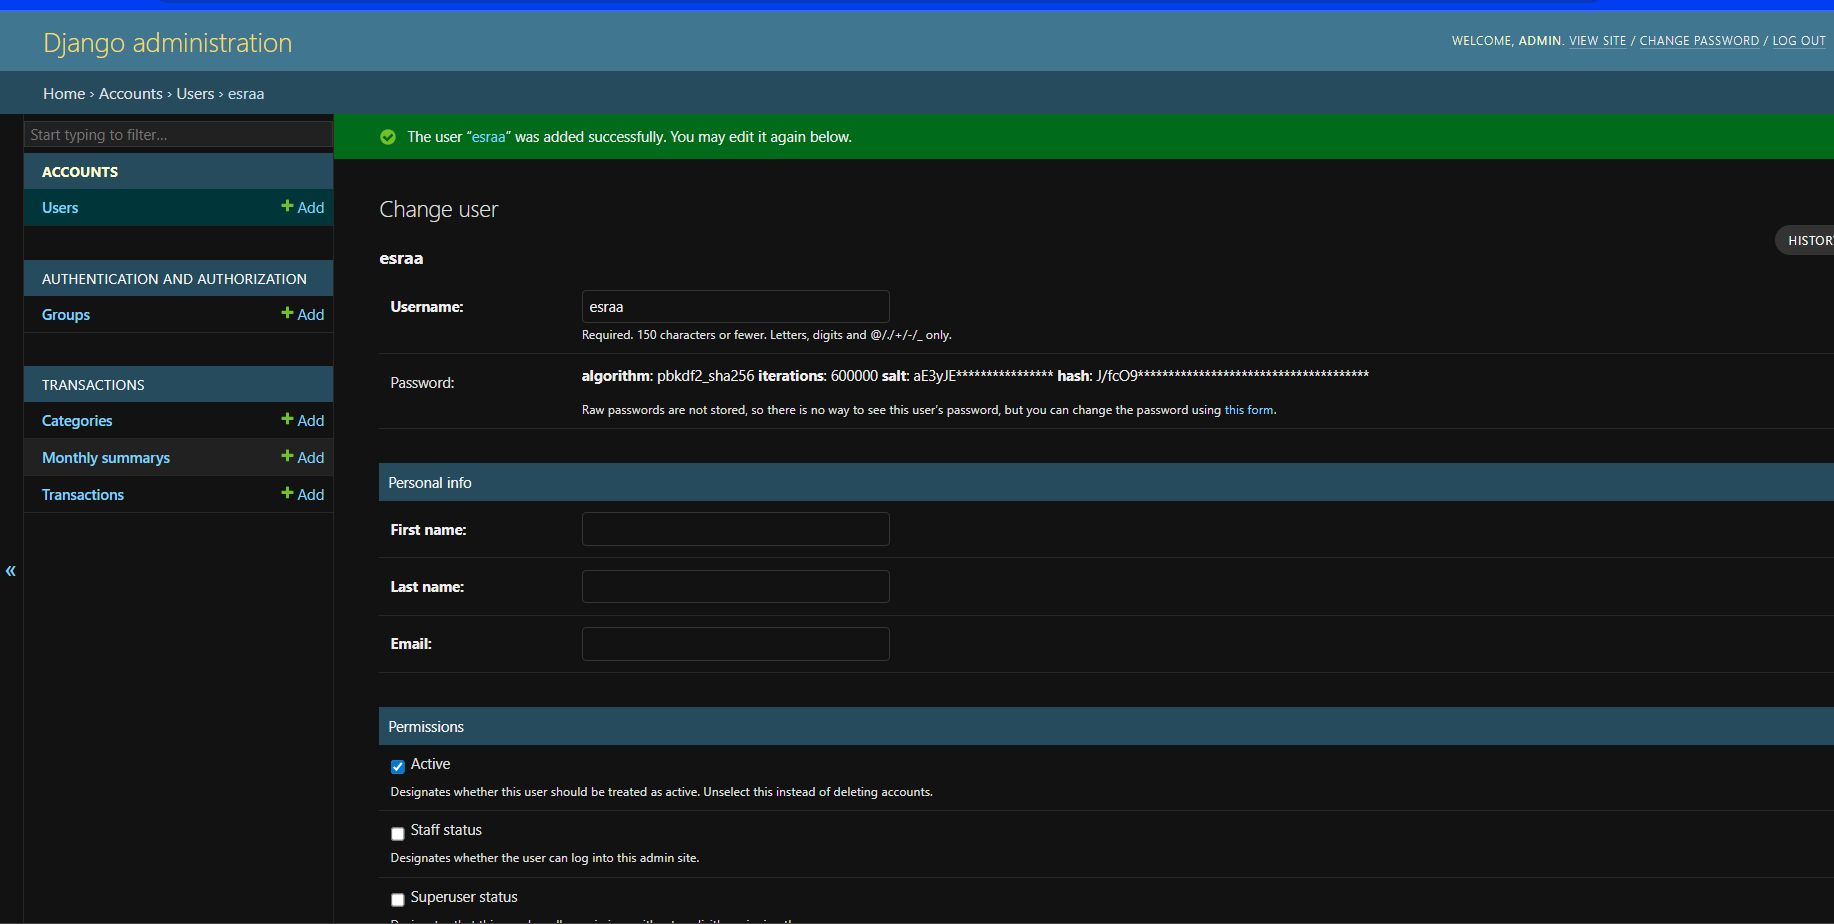 Django administration
WELCOME, ADMIN. VIEW SITE / CHANGE PASSWORD / LOG OUT
Home › Accounts › Users › esraa
Start typing to filter...
The user “esraa” was added successfully. You may edit it again below.
ACCOUNTS
Users
Add
AUTHENTICATION AND AUTHORIZATION
Groups
Add
TRANSACTIONS
Categories
Add
Monthly summarys
Add
Transactions
Add
«
Change user
HISTOR
esraa
Username:
esraa
Required. 150 characters or fewer. Letters, digits and @/./+/-/_ only.
Password:
algorithm: pbkdf2_sha256 iterations: 600000 salt: aE3yJE**************** hash: J/fcO9**************************************
Raw passwords are not stored, so there is no way to see this user’s password, but you can change the password using this form.
Personal info
First name:
Last name:
Email:
Permissions
Active
Designates whether this user should be treated as active. Unselect this instead of deleting accounts.
Staff status
Designates whether the user can log into this admin site.
Superuser status